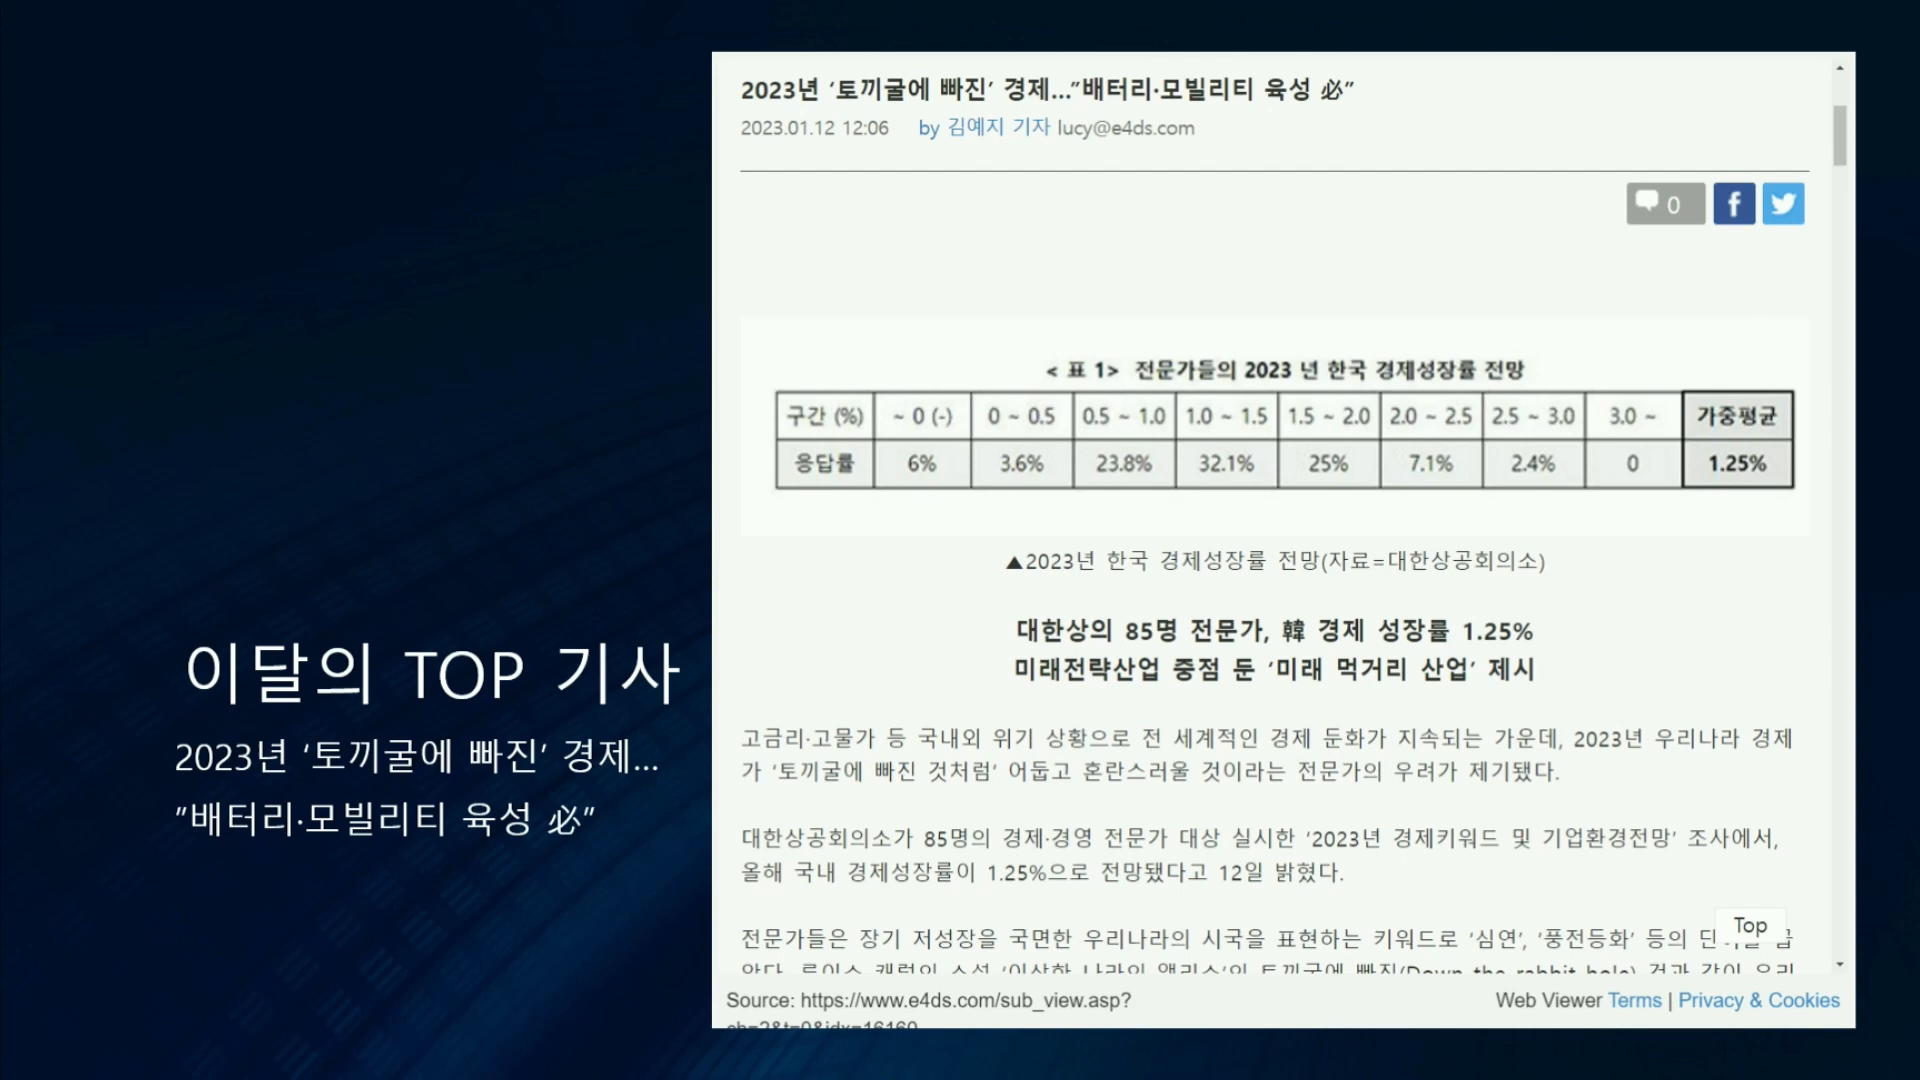 이달의 TOP 기사
2023년 ‘토끼굴에 빠진’ 경제...
”배터리·모빌리티 육성 必”
2023년 ‘토끼굴에 빠진’ 경제...”배터리·모빌리티 육성 必”
2023.01.12 12:06 by 김예지 기자 lucy@e4ds.com
0
< 표 1> 전문가들의 2023 년 한국 경제성장률 전망
구간 (%) ~ 0 (-) 0 ~ 0.5 0.5 ~ 1.0 1.0 ~ 1.5 1.5 ~ 2.0 2.0 ~ 2.5 2.5 ~ 3.0 3.0 ~ 가중평균
응답률 6% 3.6% 23.8% 32.1% 25% 7.1% 2.4% 0 1.25%
▲2023년 한국 경제성장률 전망(자료=대한상공회의소)
대한상의 85명 전문가, 韓 경제 성장률 1.25%
미래전략산업 중점 둔 ‘미래 먹거리 산업’ 제시
고금리·고물가 등 국내외 위기 상황으로 전 세계적인 경제 둔화가 지속되는 가운데, 2023년 우리나라 경제
가 ‘토끼굴에 빠진 것처럼’ 어둡고 혼란스러울 것이라는 전문가의 우려가 제기됐다.
대한상공회의소가 85명의 경제·경영 전문가 대상 실시한 ‘2023년 경제키워드 및 기업환경전망’ 조사에서,
올해 국내 경제성장률이 1.25%으로 전망됐다고 12일 밝혔다.
전문가들은 장기 저성장을 국면한 우리나라의 시국을 표현하는 키워드로 ‘심연’, ‘풍전등화’ 등의
Top
Source: https://www.e4ds.com/sub_view.asp?
Web Viewer Terms | Privacy & Cookies